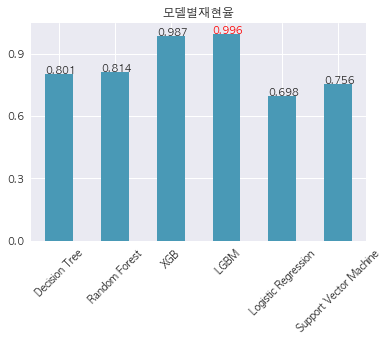 모델별재현율
0.9
0.6
0.3
0.0
0.801
0.814
0.987
0.996
0.698
0.756
Decision Tree
Random Forest
XGB
LGBM
Logistic Regression
Support Vector Machine